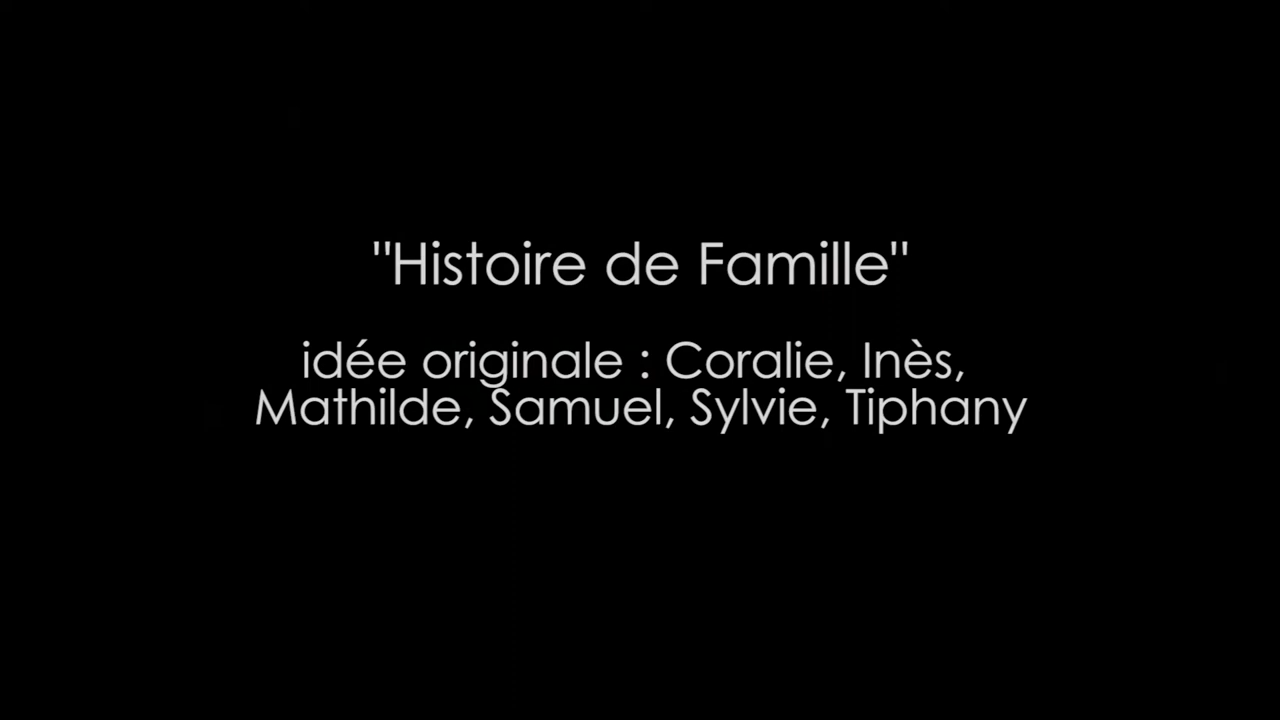 "Histoire de Famille"
idée originale : Coralie, Inès,
Mathilde, Samuel, Sylvie, Tiphany